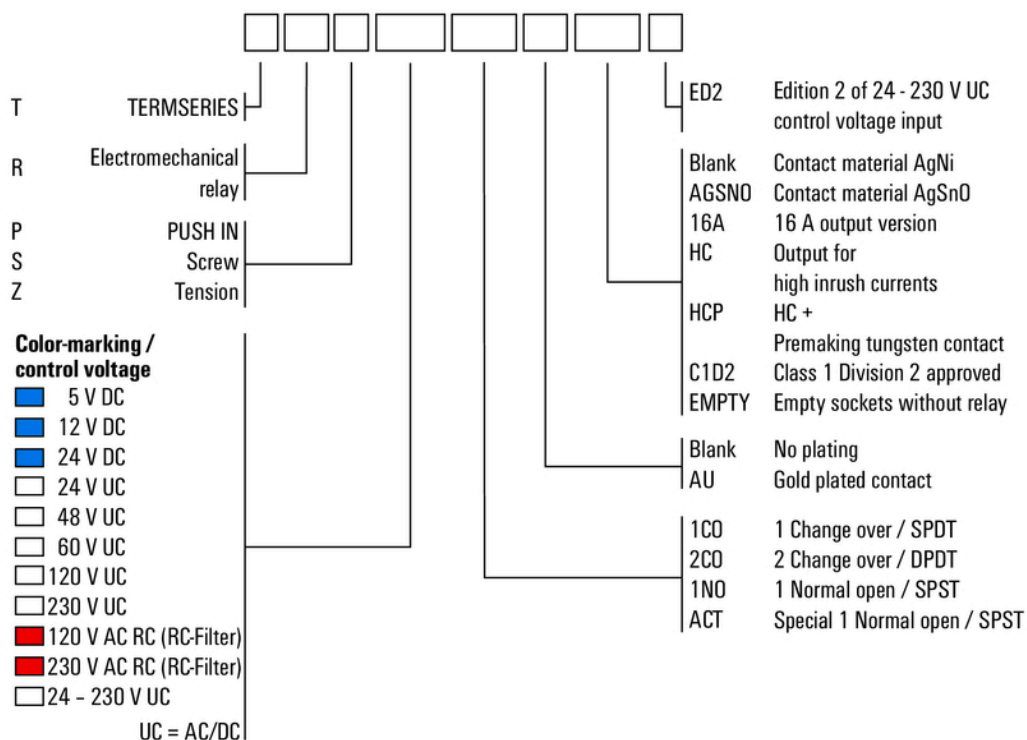 T TERMSERIES
R Electromechanical
relay
P PUSH IN
S Screw
Z Tension
Color-marking /
control voltage
5 V DC
12 V DC
24 V DC
24 V UC
48 V UC
60 V UC
120 V UC
230 V UC
120 V AC RC (RC-Filter)
230 V AC RC (RC-Filter)
24 – 230 V UC
UC = AC/DC
ED2 Edition 2 of 24 - 230 V UC
control voltage input
Blank Contact material AgNi
AGSNO Contact material AgSnO
16A 16 A output version
HC Output for
high inrush currents
HCP HC +
Premaking tungsten contact
C1D2 Class 1 Division 2 approved
EMPTY Empty sockets without relay
Blank No plating
AU Gold plated contact
1CO 1 Change over / SPDT
2CO 2 Change over / DPDT
1NO 1 Normal open / SPST
ACT Special 1 Normal open / SPST